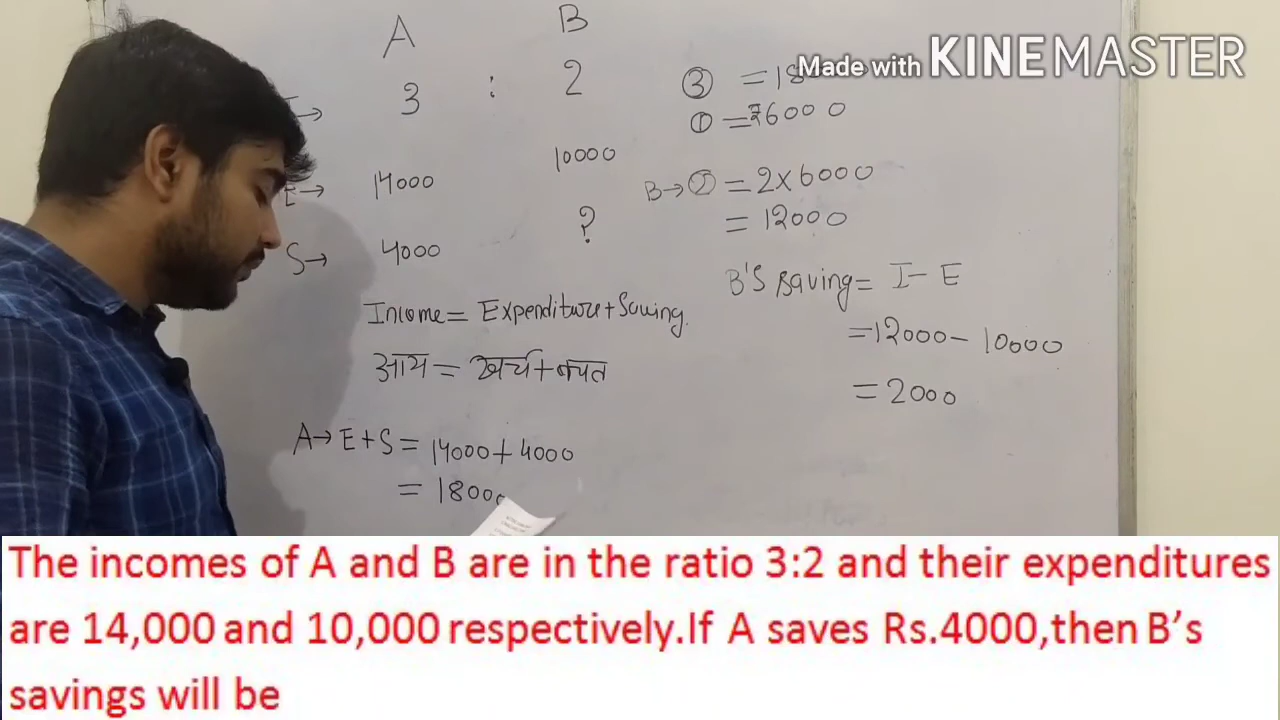 A B
3 : 2
I →
E → 14000 10000
S → 4000 ?
Income = Expenditure + Saving.
आय = खर्च + बचत
A → E + S = 14000 + 4000
= 18000
③ = 18
① = ₹6000
B → ② = 2 × 6000
= 12000
B'S saving = I - E
= 12000 - 10000
= 2000
Made with KINEMASTER
The incomes of A and B are in the ratio 3:2 and their expenditures
are 14,000 and 10,000 respectively.If A saves Rs.4000,then B’s
savings will be